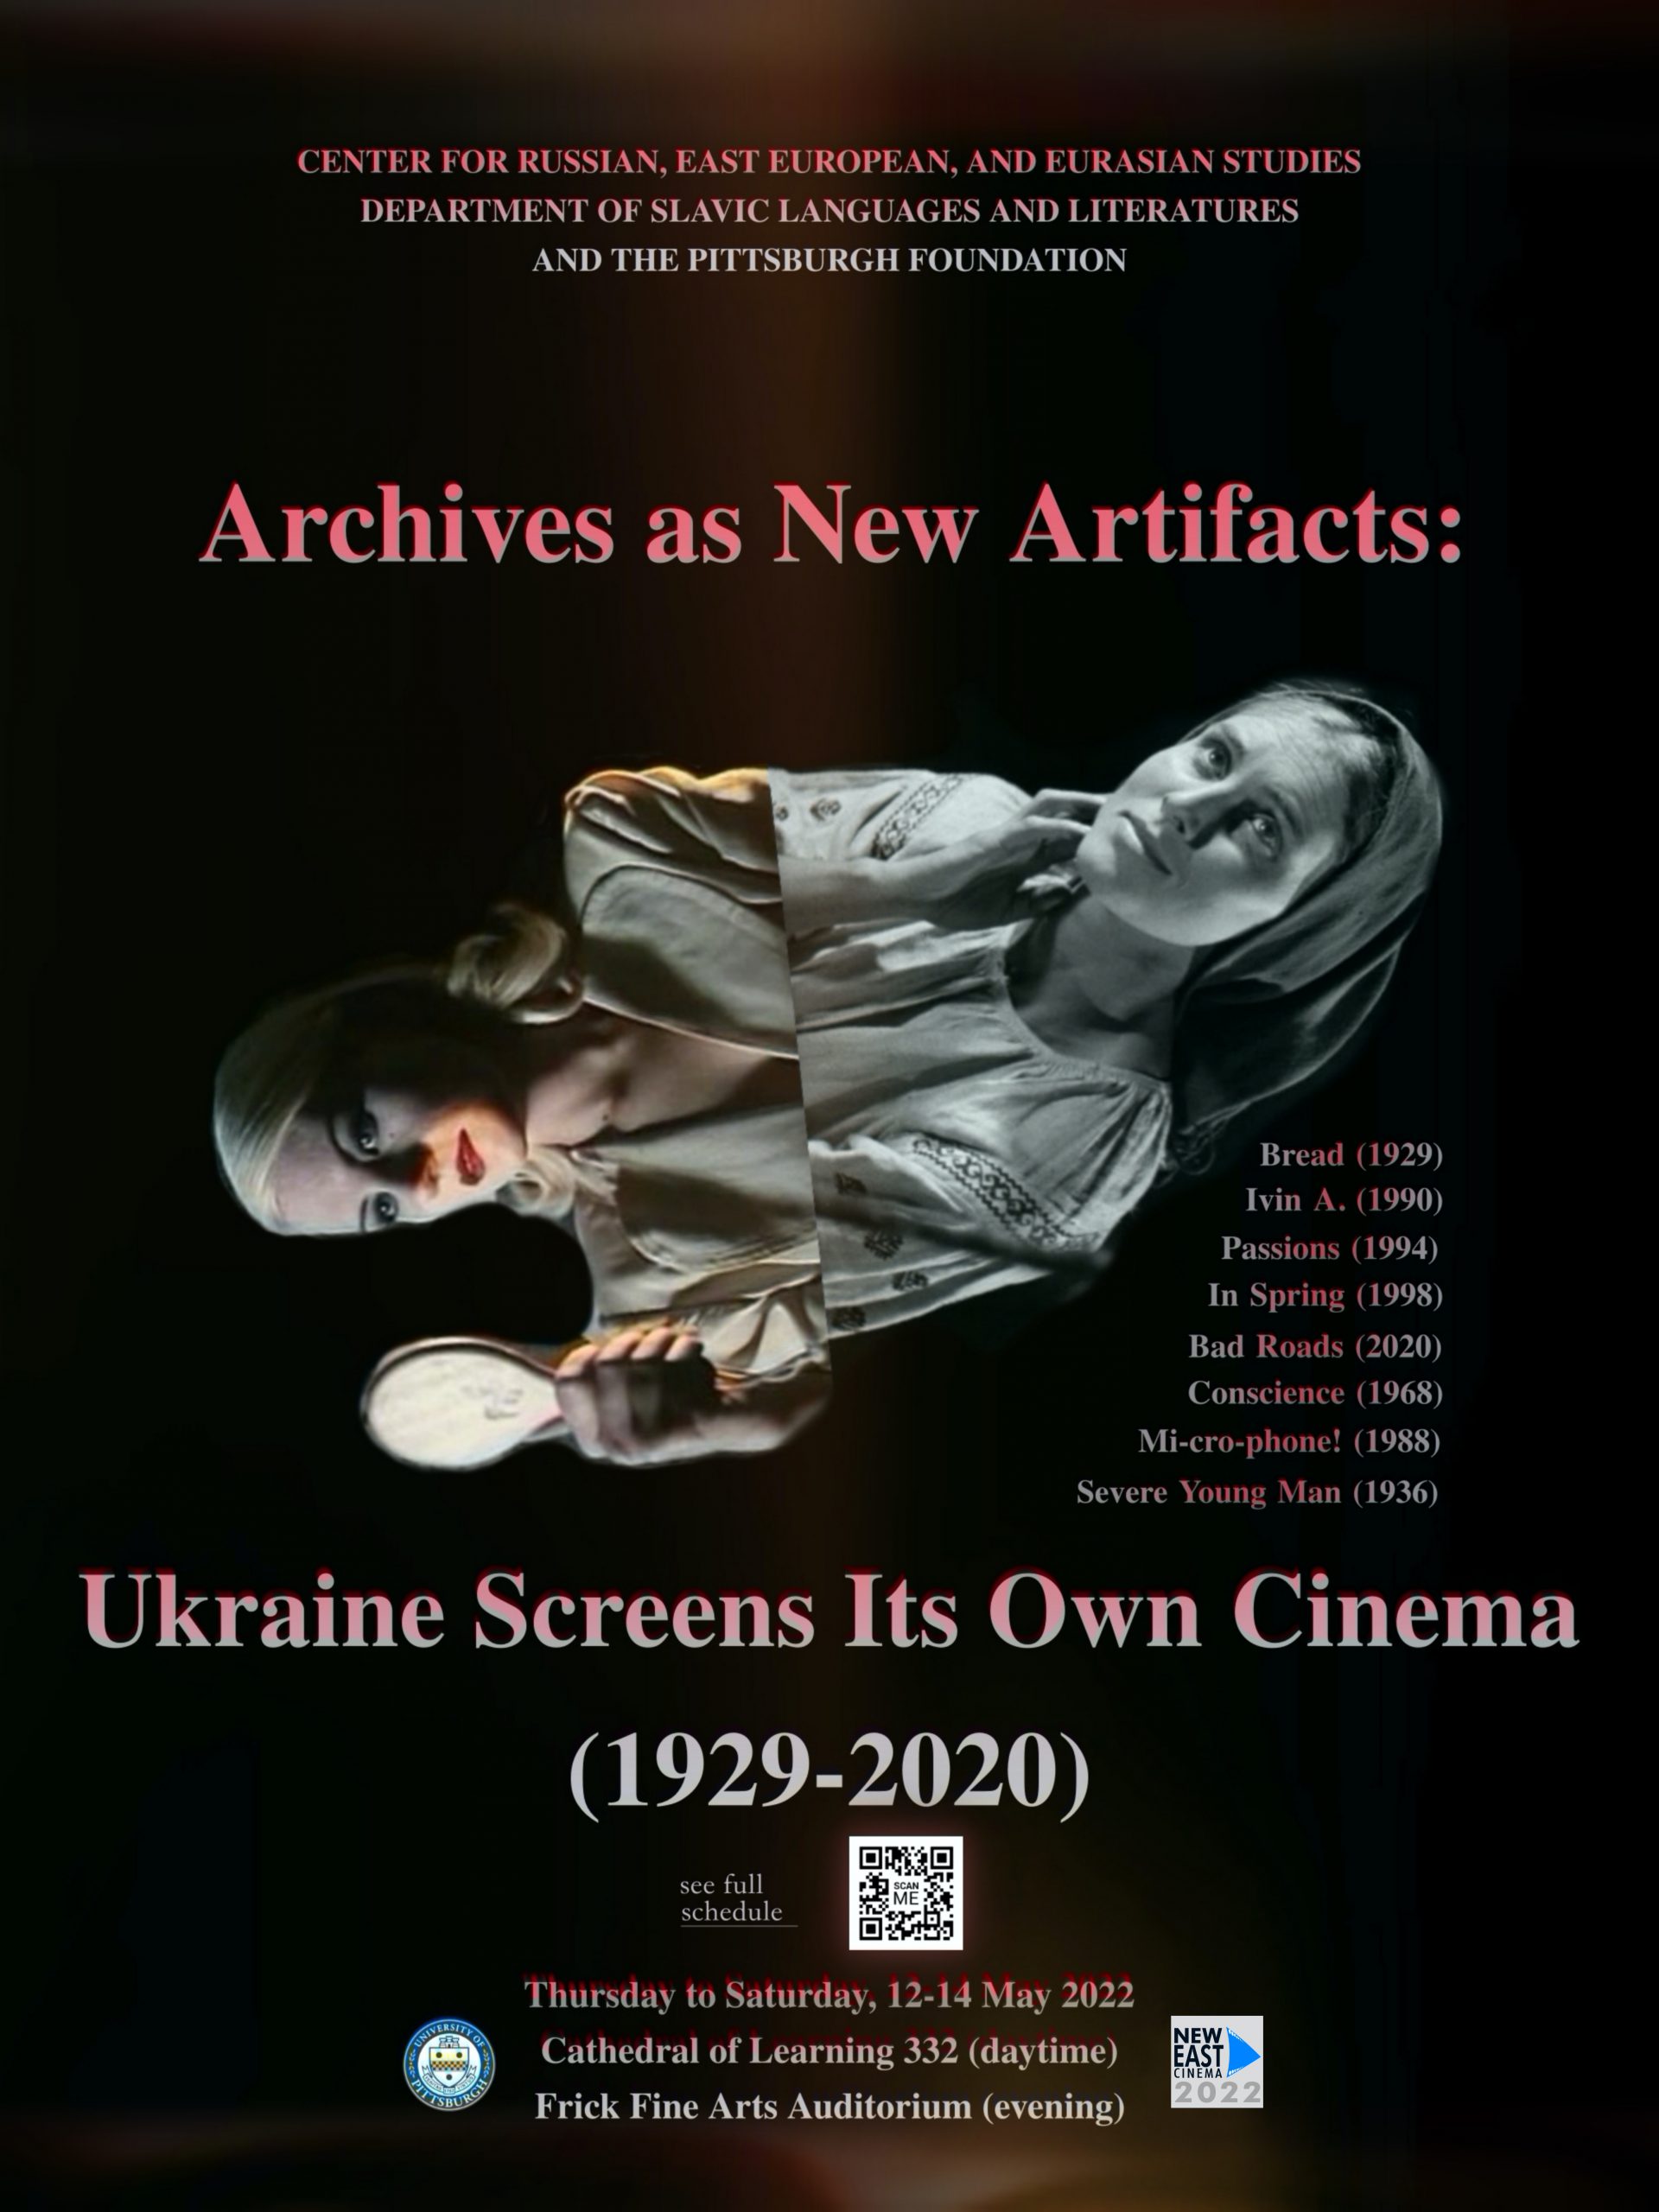 CENTER FOR RUSSIAN, EAST EUROPEAN, AND EURASIAN STUDIES
DEPARTMENT OF SLAVIC LANGUAGES AND LITERATURES
AND THE PITTSBURGH FOUNDATION
Archives as New Artifacts:
Bread (1929)
Ivin A. (1990)
Passions (1994)
In Spring (1998)
Bad Roads (2020)
Conscience (1968)
Mi-cro-phone! (1988)
Severe Young Man (1936)
Ukraine Screens Its Own Cinema
(1929-2020)
see full
schedule
SCAN
ME
Thursday to Saturday, 12-14 May 2022
Cathedral of Learning 332 (daytime)
Frick Fine Arts Auditorium (evening)
UNIVERSITY OF
PITTSBURGH
NEW
EAST
CINEMA
2022